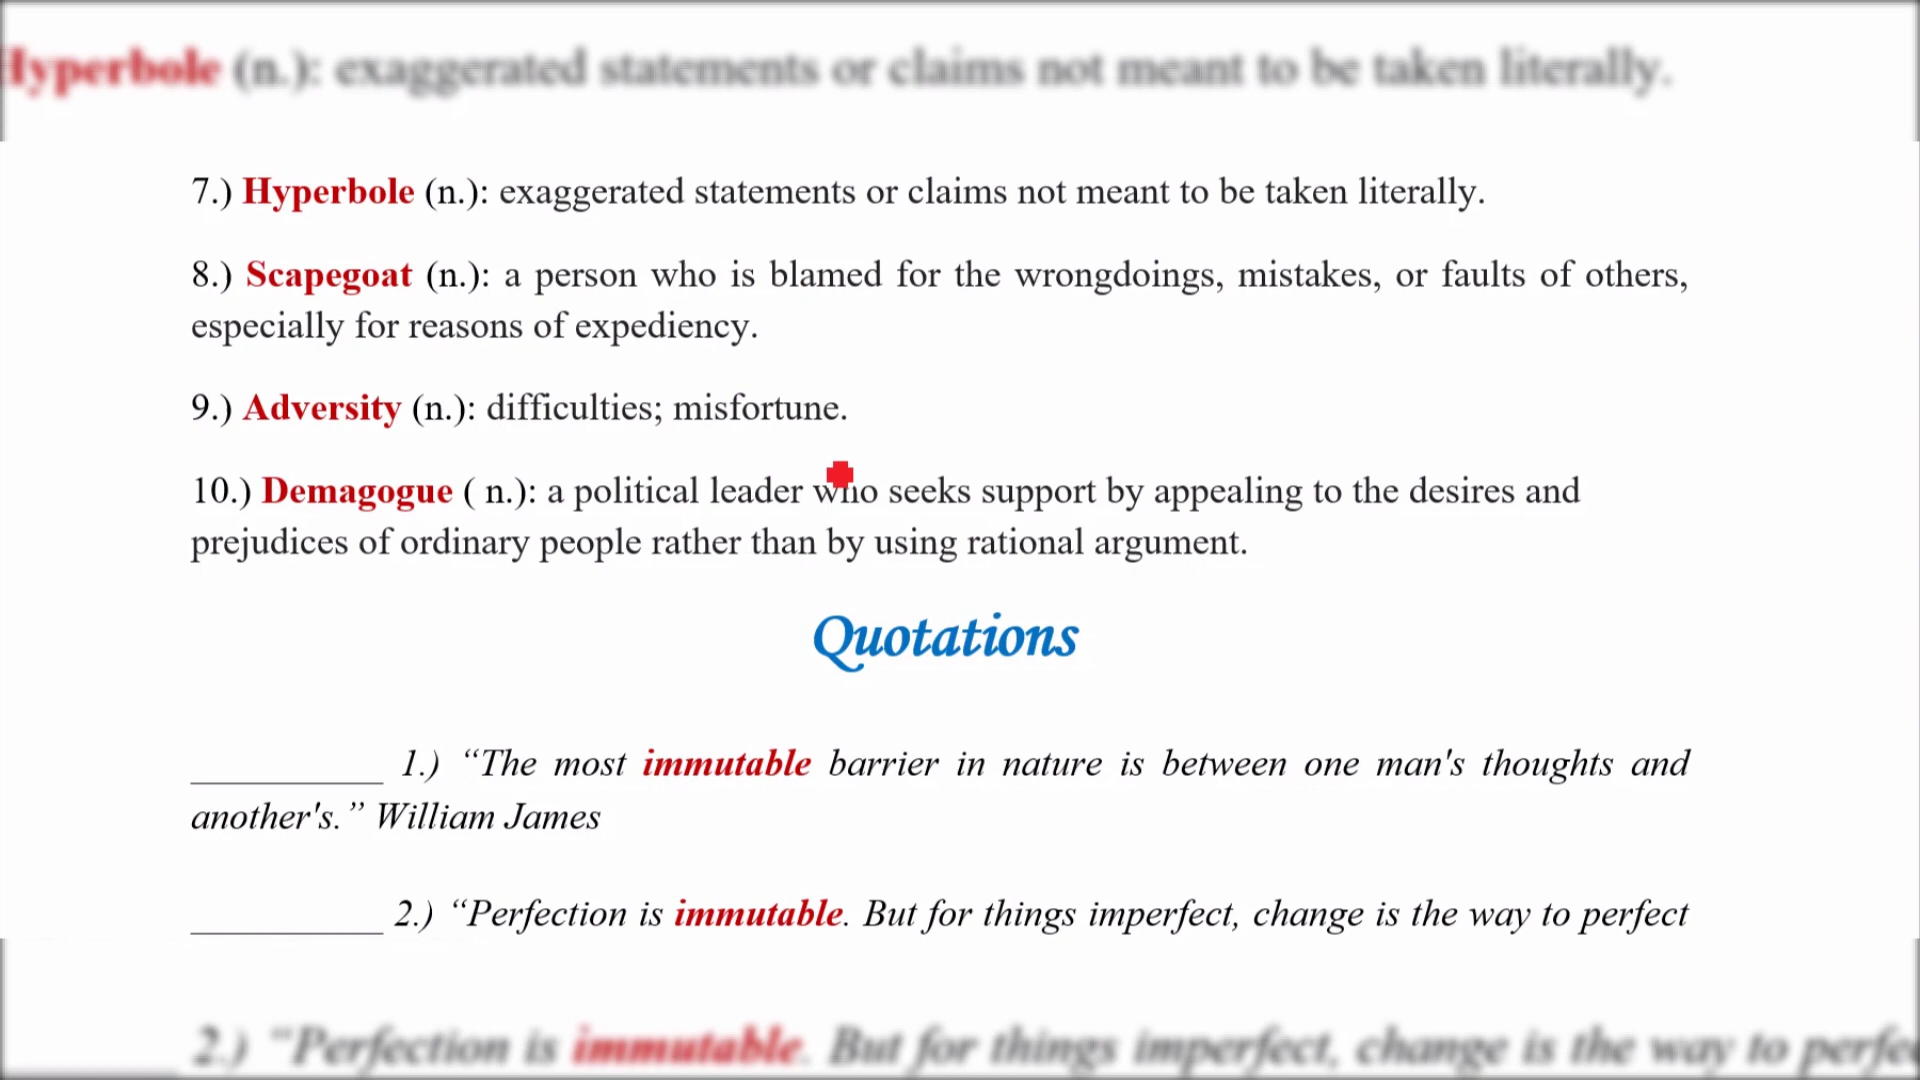 Hyperbole (n.): exaggerated statements or claims not meant to be taken literally.
7.) Hyperbole (n.): exaggerated statements or claims not meant to be taken literally.
8.) Scapegoat (n.): a person who is blamed for the wrongdoings, mistakes, or faults of others,
especially for reasons of expediency.
9.) Adversity (n.): difficulties; misfortune.
10.) Demagogue ( n.): a political leader who seeks support by appealing to the desires and
prejudices of ordinary people rather than by using rational argument.
Quotations
__________ 1.) “The most immutable barrier in nature is between one man's thoughts and
another's.” William James
__________ 2.) “Perfection is immutable. But for things imperfect, change is the way to perfect
2.) “Perfection is immutable. But for things imperfect, change is the way to perfec